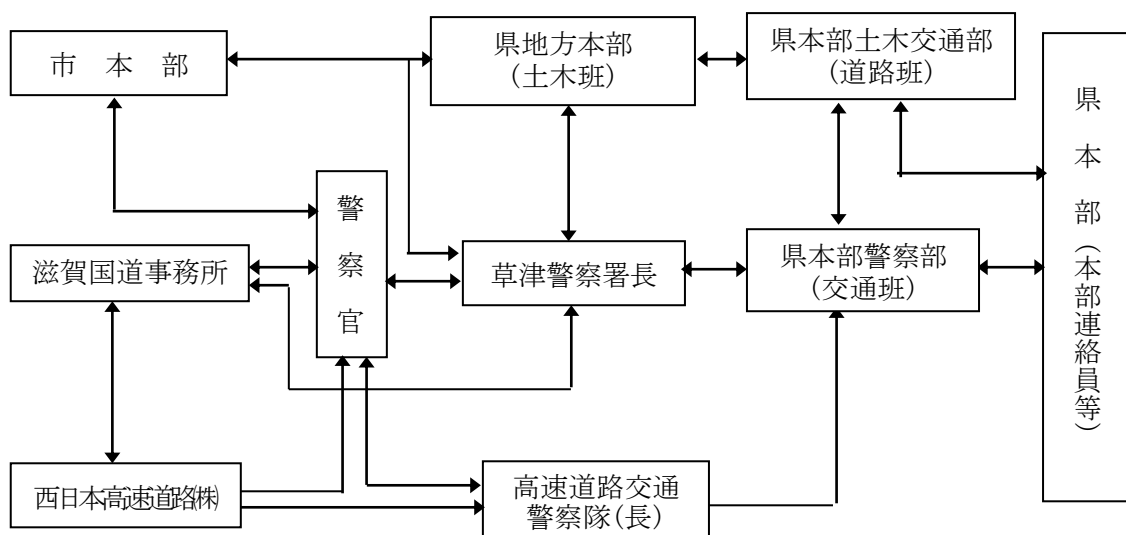 市　本　部
県地方本部
(土木班)
県本部土木交通部
(道路班)
県本部(本部連絡員等)
警察官
滋賀国道事務所
草津警察署長
県本部警察部
(交通班)
西日本高速道路㈱
高速道路交通
警察隊(長)